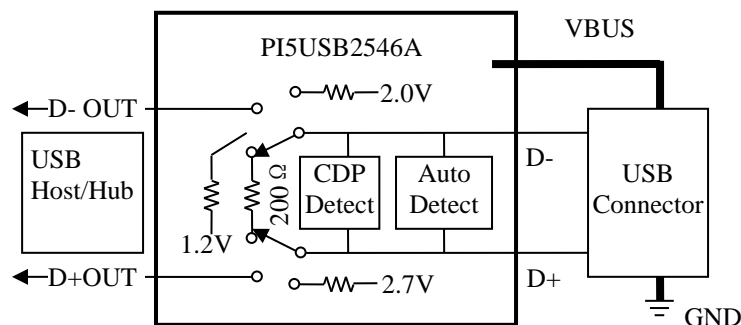 PI5USB2546A
VBUS
D- OUT
2.0V
USB
Host/Hub
200 Ω
CDP
Detect
Auto
Detect
D-
USB
Connector
1.2V
D+OUT
2.7V
D+
GND